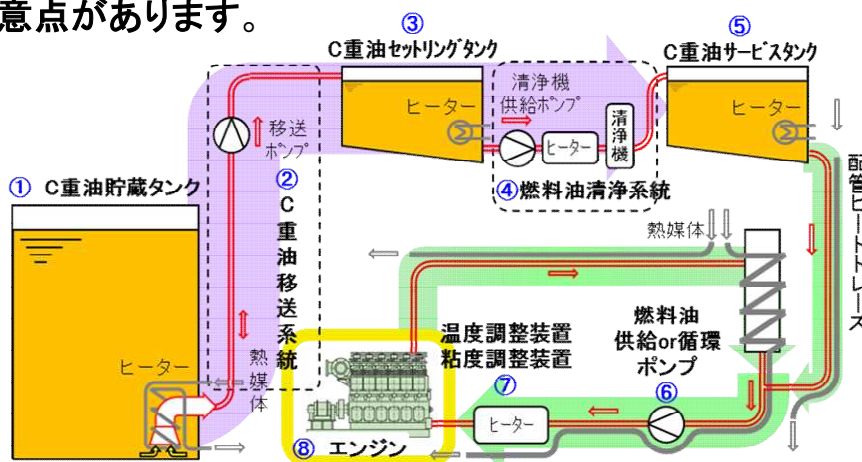 意点があります。
③
C重油セットリングタンク
⑤
C重油サービスタンク
清浄機
供給ポンプ
ヒーター
ヒーター
移送
ポンプ
ヒーター
清浄機
① C重油貯蔵タンク
②
C重油移送系統
④燃料油清浄系統
配管ヒートトレース
熱媒体
燃料油
供給or循環
ポンプ
温度調整装置
粘度調整装置
ヒーター
熱媒体
⑦
⑥
ヒーター
⑧ エンジン